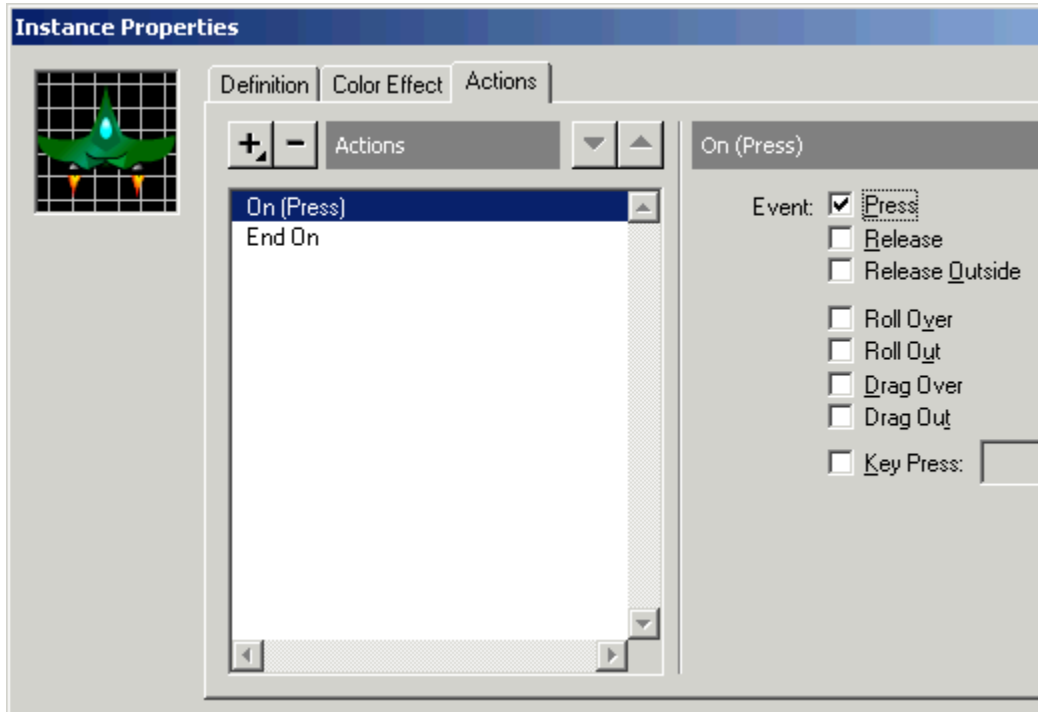 Instance Properties
Definition Color Effect Actions
Actions
On (Press)
End On
On (Press)
Event: Press
Release
Release Outside
Roll Over
Roll Out
Drag Over
Drag Out
Key Press: